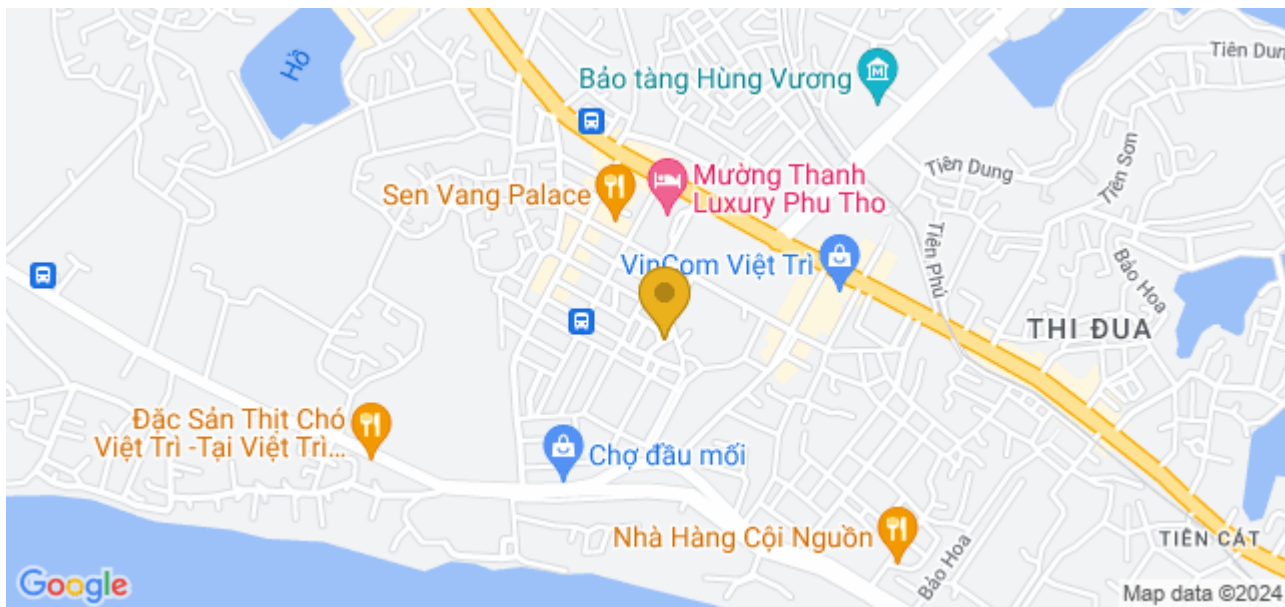 Hồ
Bảo tàng Hùng Vương
Tiên Dung
Tiên Sơn
Tiên Dung
Mường Thanh
Luxury Phu Tho
Sen Vang Palace
Tiên Phú
Bảo Hoa
VinCom Việt Trì
THI ĐUA
Đặc Sản Thịt Chó
Việt Trì -Tại Việt Trì...
Chợ đầu mối
Nhà Hàng Cội Nguồn
TIÊN CÁT
Bảo Hoa
Google
Map data ©2024